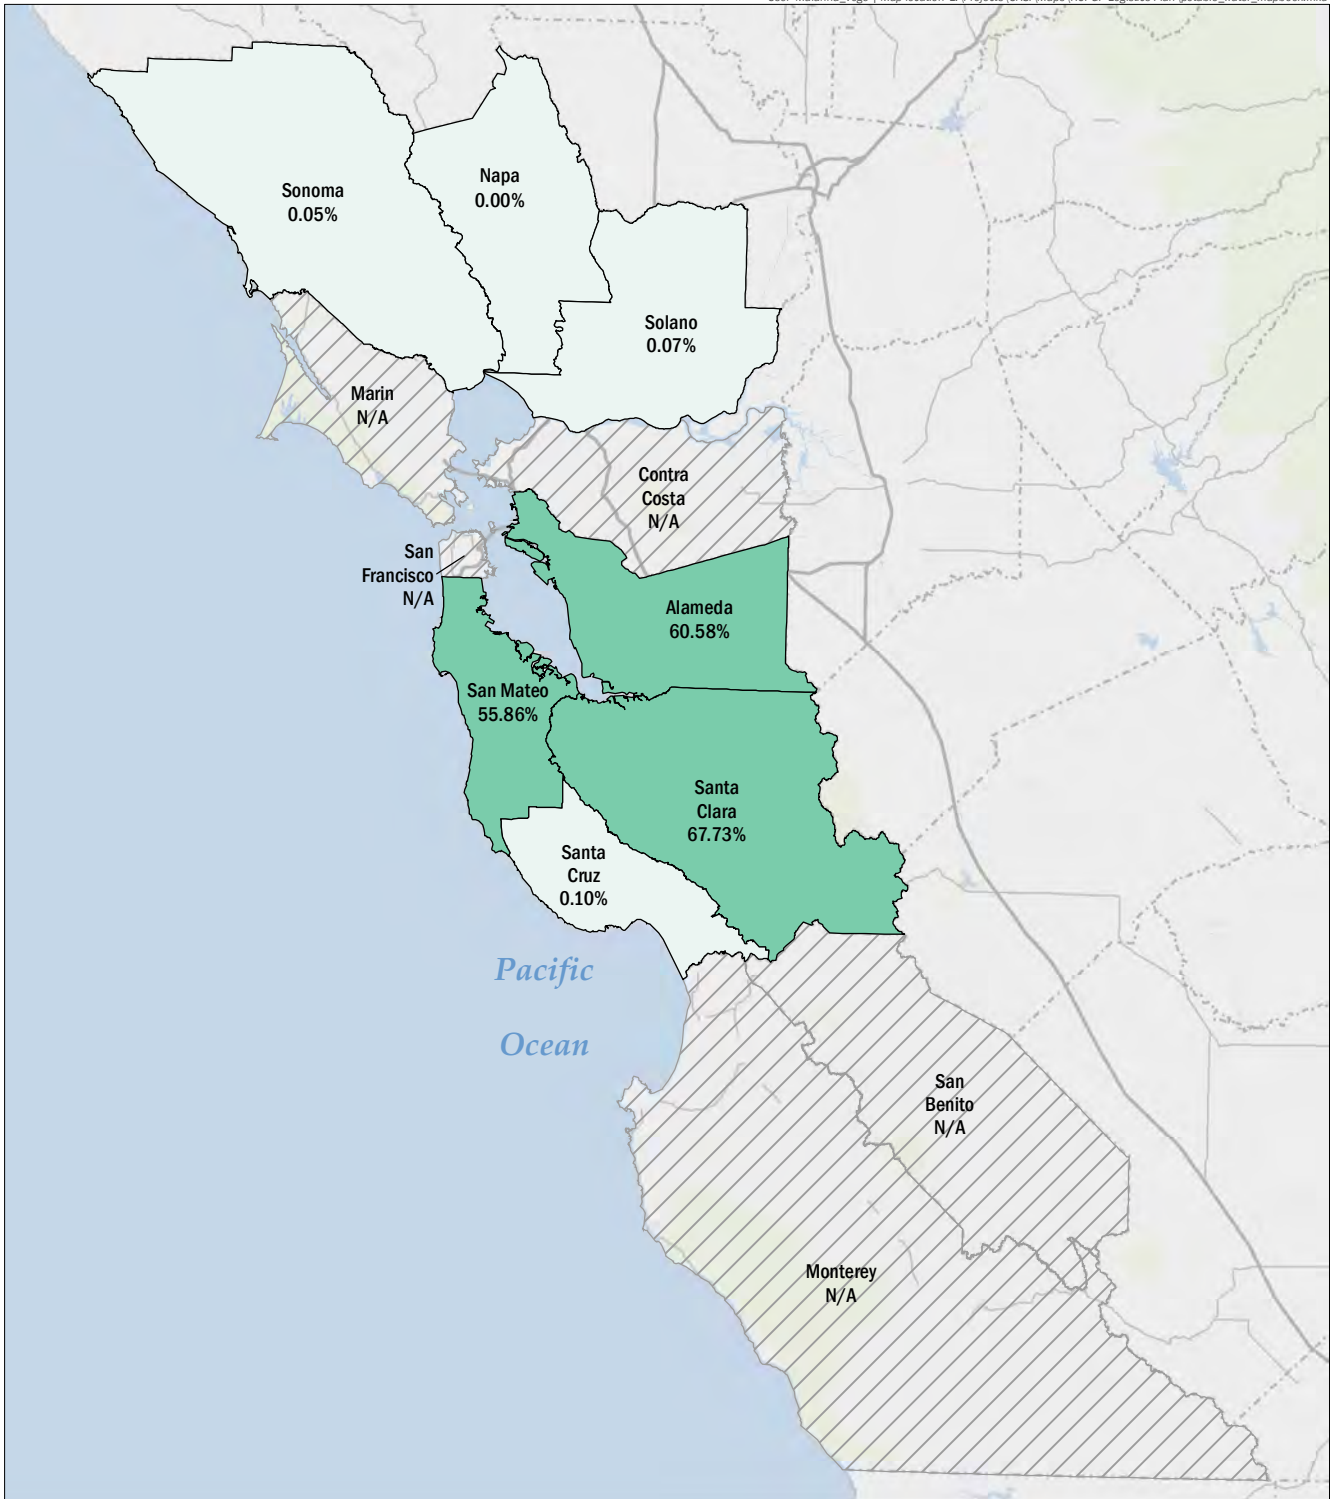 Sonoma
0.05%
Napa
0.00%
Solano
0.07%
Marin
N/A
Contra
Costa
N/A
San
Francisco
N/A
Alameda
60.58%
San Mateo
55.86%
Santa
Clara
67.73%
Santa
Cruz
0.10%
Pacific
Ocean
San
Benito
N/A
Monterey
N/A